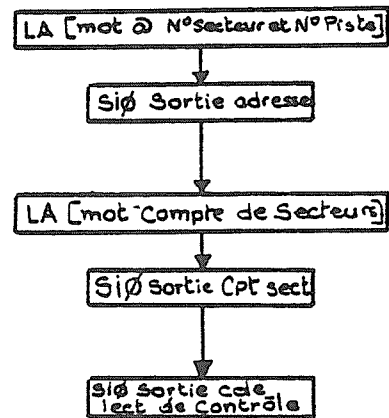 LA [mot @ N° Secteur et N° Piste]
SIØ Sortie adresse
LA [mot-Compte de Secteurs]
SIØ Sortie Cpt sect
SIØ Sortie cde
lect de Contrôle